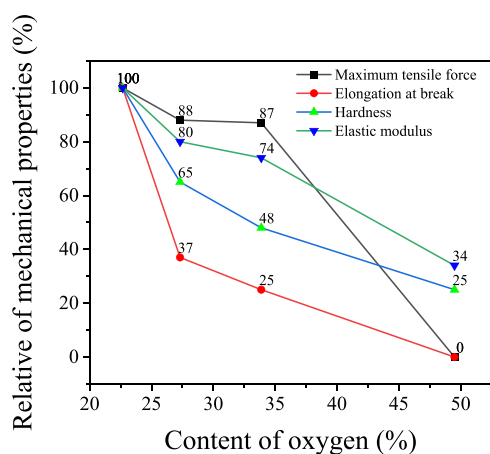 Relative of mechanical properties (%)
100
80
60
40
20
0
Maximum tensile force
Elongation at break
Hardness
Elastic modulus
100
88
87
80
74
65
48
37
25
34
25
0
20 25 30 35 40 45 50
Content of oxygen (%)